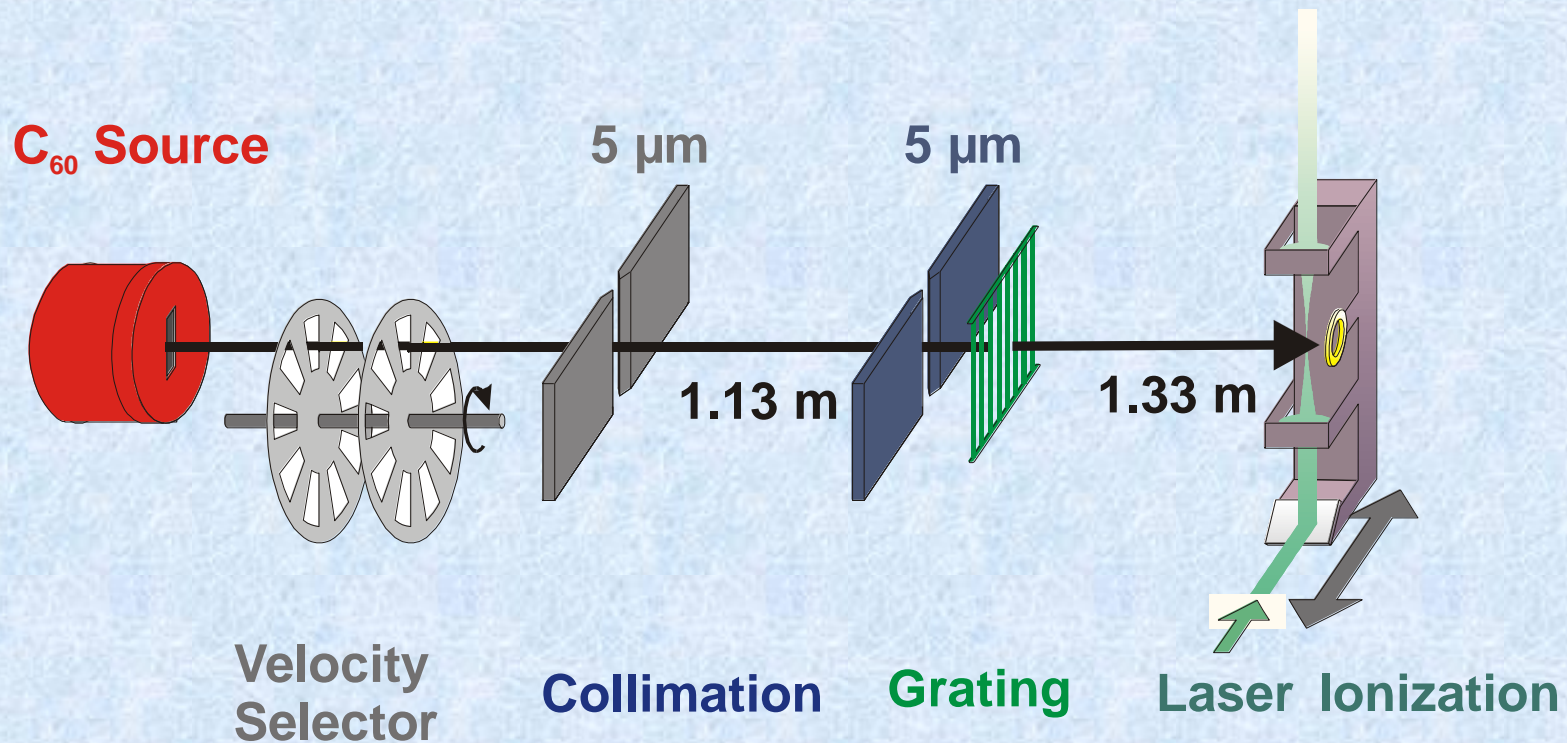 C₆₀ Source
5 µm
5 µm
1.13 m
1.33 m
Velocity
Selector
Collimation
Grating
Laser Ionization